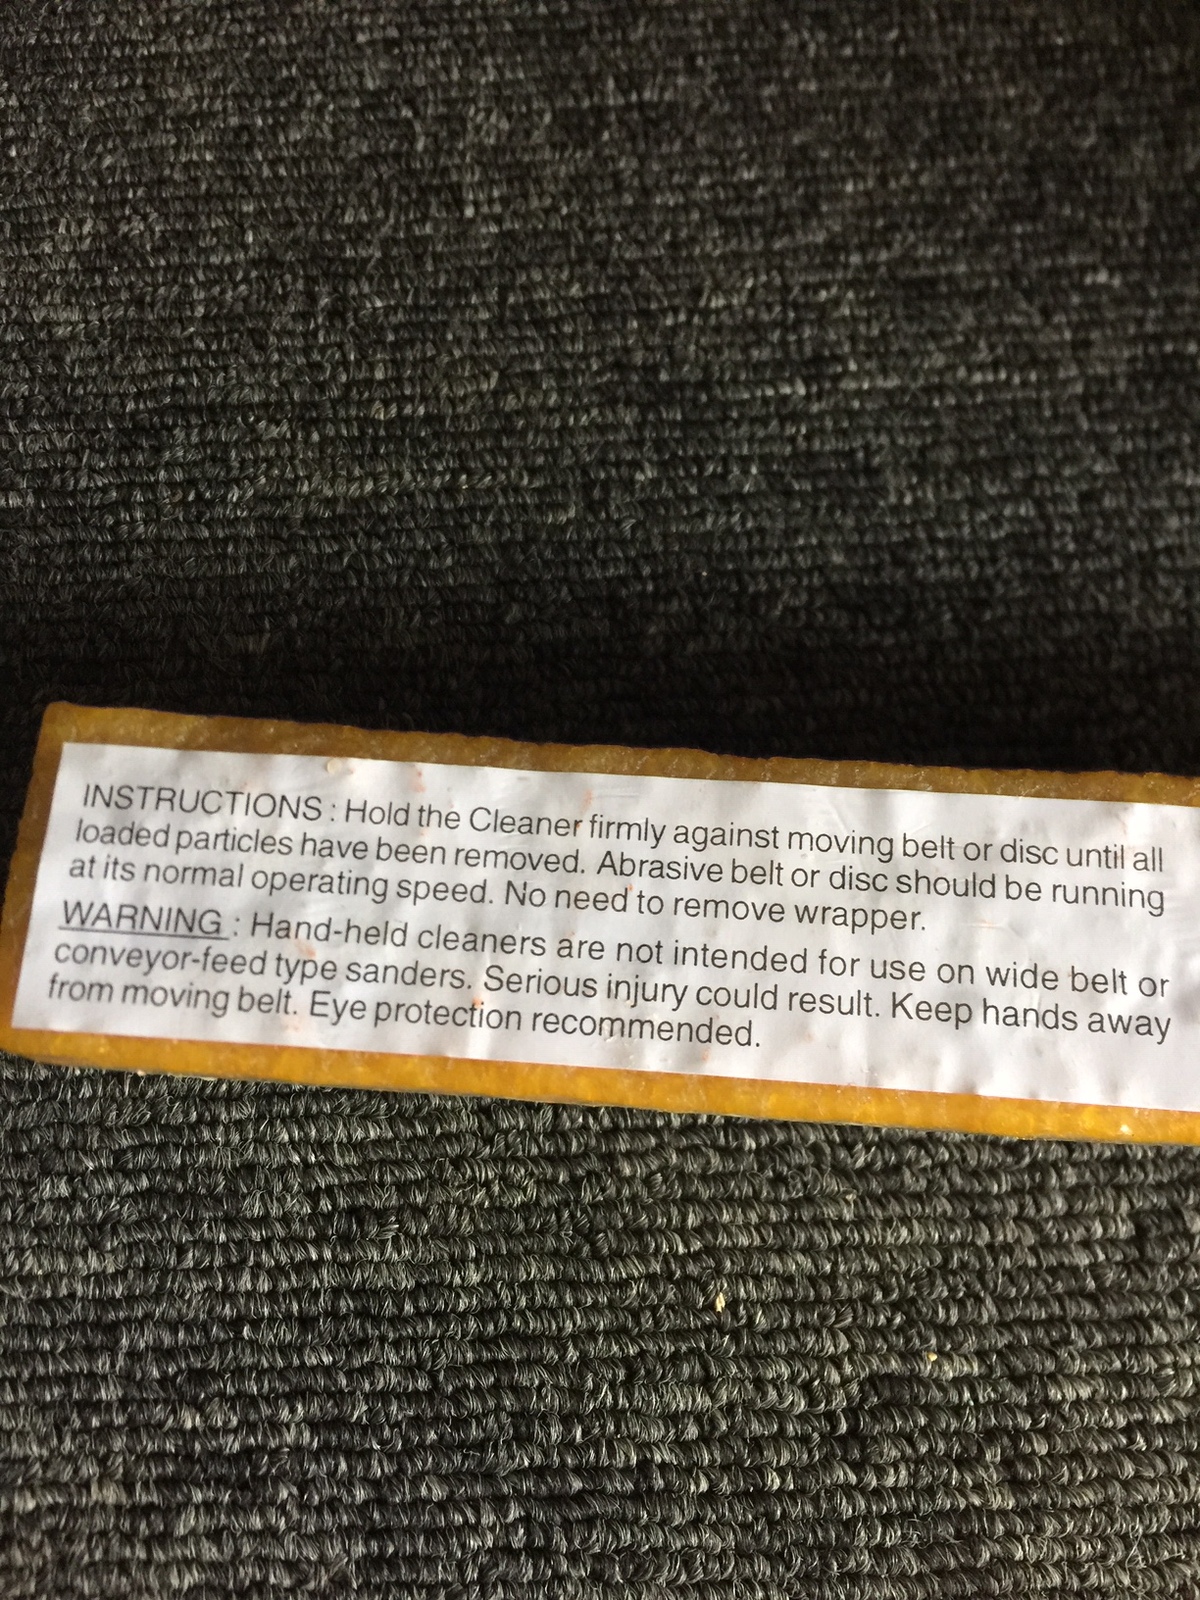 INSTRUCTIONS : Hold the Cleaner firmly against moving belt or disc until all
loaded particles have been removed. Abrasive belt or disc should be running
at its normal operating speed. No need to remove wrapper.
WARNING : Hand-held cleaners are not intended for use on wide belt or
conveyor-feed type sanders. Serious injury could result. Keep hands away
from moving belt. Eye protection recommended.